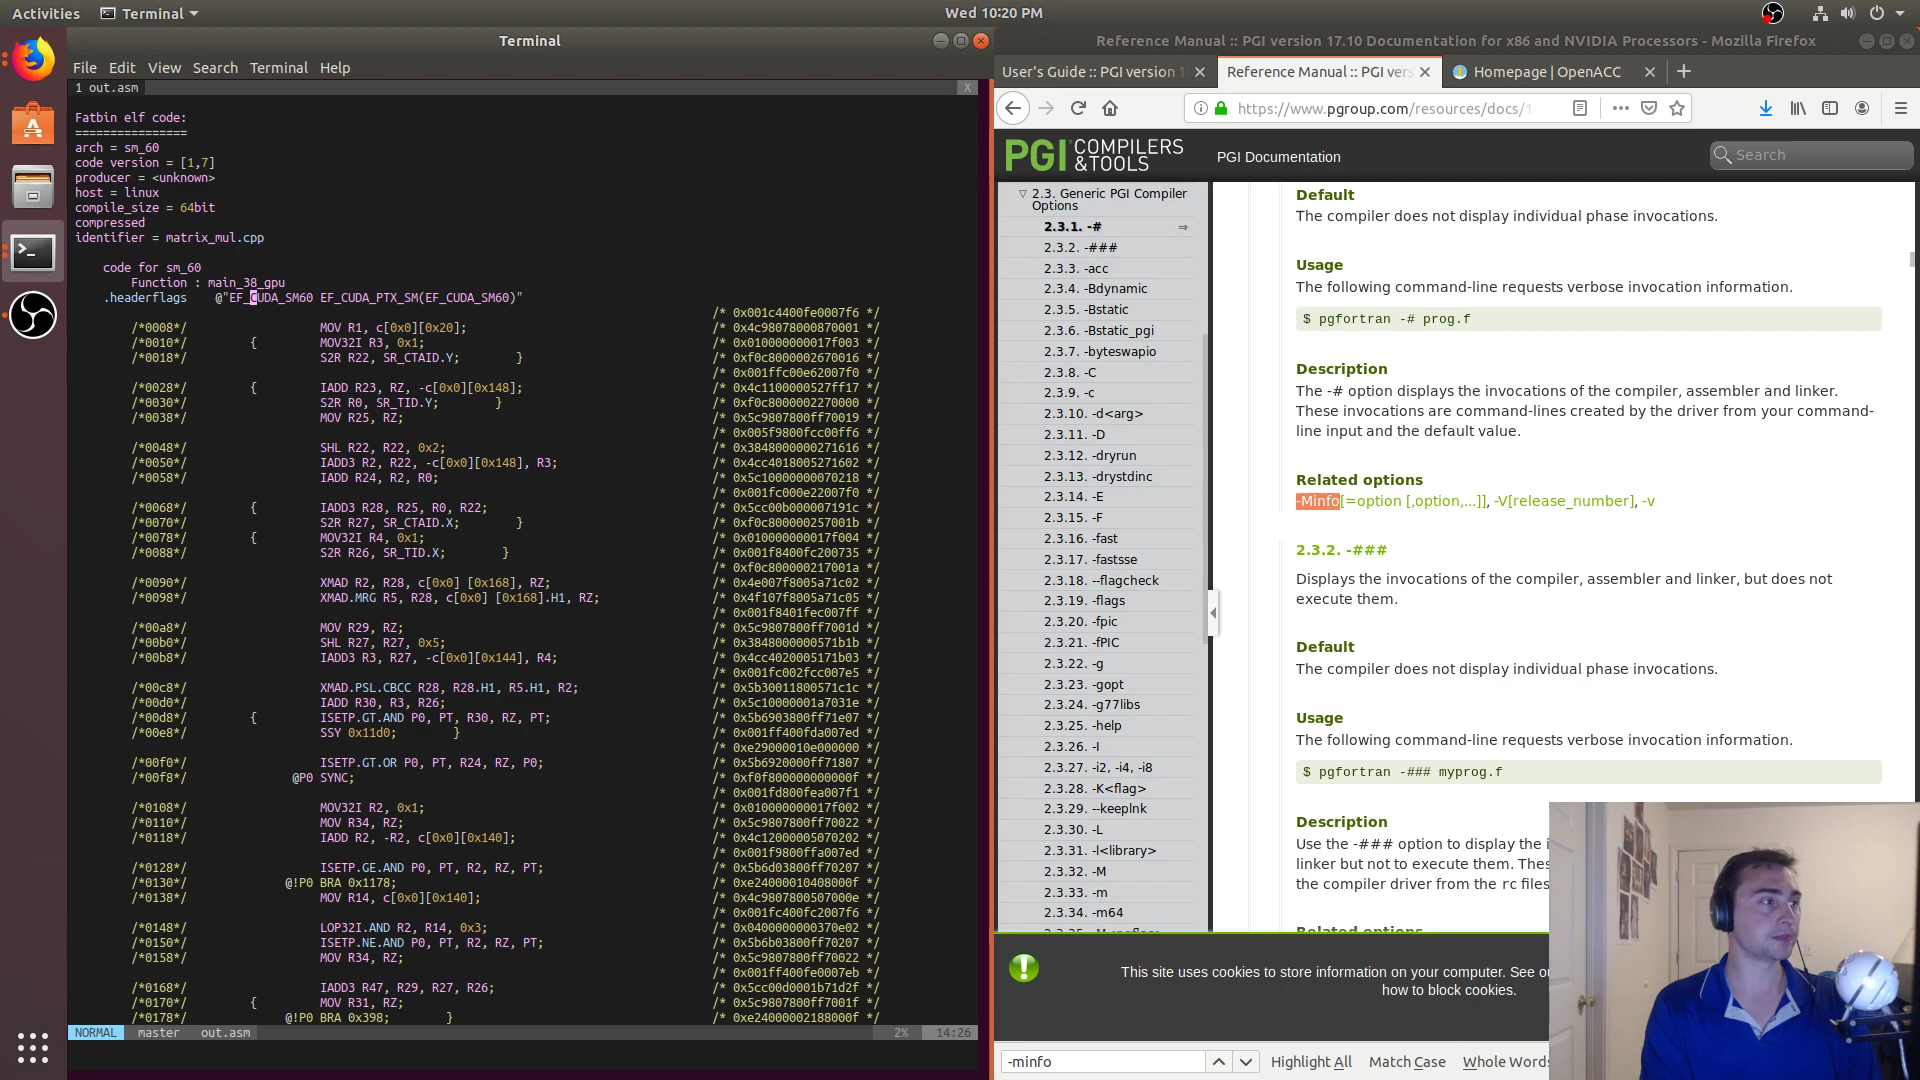 Activities
Terminal
Wed 10:20 PM
Terminal
File Edit View Search Terminal Help
1 out.asm
X
Fatbin elf code:
================
arch = sm_60
code version = [1,7]
producer = <unknown>
host = linux
compile_size = 64bit
compressed
identifier = matrix_mul.cpp
code for sm_60
Function : main_38_gpu
.headerflags @"EF_CUDA_SM60 EF_CUDA_PTX_SM(EF_CUDA_SM60)"
/* 0x001c4400fe0007f6 */
/*0008*/ MOV R1, c[0x0][0x20]; /* 0x4c98078000870001 */
/*0010*/ { MOV32I R3, 0x1; /* 0x010000000017f003 */
/*0018*/ S2R R22, SR_CTAID.Y; } /* 0xf0c8000002670016 */
/* 0x001ffc00e62007f0 */
/*0028*/ { IADD R23, RZ, -c[0x0][0x148]; /* 0x4c1100000527ff17 */
/*0030*/ S2R R0, SR_TID.Y; } /* 0xf0c8000002270000 */
/*0038*/ MOV R25, RZ; /* 0x5c9807800ff70019 */
/* 0x005f9800fcc00ff6 */
/*0048*/ SHL R22, R22, 0x2; /* 0x3848000000271616 */
/*0050*/ IADD3 R2, R22, -c[0x0][0x148], R3; /* 0x4cc4018005271602 */
/*0058*/ IADD R24, R2, R0; /* 0x5c10000000070218 */
/* 0x001fc000e22007f0 */
/*0068*/ { IADD3 R28, R25, R0, R22; /* 0x5cc00b000007191c */
/*0070*/ S2R R27, SR_CTAID.X; } /* 0xf0c800000257001b */
/*0078*/ { MOV32I R4, 0x1; /* 0x010000000017f004 */
/*0088*/ S2R R26, SR_TID.X; } /* 0x001f8400fc200735 */
/* 0xf0c800000217001a */
/*0090*/ XMAD R2, R28, c[0x0] [0x168], RZ; /* 0x4e007f8005a71c02 */
/*0098*/ XMAD.MRG R5, R28, c[0x0] [0x168].H1, RZ; /* 0x4f107f8005a71c05 */
/* 0x001f8401fec007ff */
/*00a8*/ MOV R29, RZ; /* 0x5c9807800ff7001d */
/*00b0*/ SHL R27, R27, 0x5; /* 0x3848000000571b1b */
/*00b8*/ IADD3 R3, R27, -c[0x0][0x144], R4; /* 0x4cc4020005171b03 */
/* 0x001fc002fcc007e5 */
/*00c8*/ XMAD.PSL.CBCC R28, R28.H1, R5.H1, R2; /* 0x5b30011800571c1c */
/*00d0*/ IADD R30, R3, R26; /* 0x5c10000001a7031e */
/*00d8*/ { ISETP.GT.AND P0, PT, R30, RZ, PT; /* 0x5b6903800ff71e07 */
/*00e8*/ SSY 0x11d0; } /* 0x001ff400fda007ed */
/* 0xe29000010e000000 */
/*00f0*/ ISETP.GT.OR P0, PT, R24, RZ, P0; /* 0x5b6920000ff71807 */
/*00f8*/ @P0 SYNC; /* 0xf0f800000000000f */
/* 0x001fd800fea007f1 */
/*0108*/ MOV32I R2, 0x1; /* 0x010000000017f002 */
/*0110*/ MOV R34, RZ; /* 0x5c9807800ff70022 */
/*0118*/ IADD R2, -R2, c[0x0][0x140]; /* 0x4c12000005070202 */
/* 0x001f9800ffa007ed */
/*0128*/ ISETP.GE.AND P0, PT, R2, RZ, PT; /* 0x5b6d03800ff70207 */
/*0130*/ @!P0 BRA 0x1178; /* 0xe24000010408000f */
/*0138*/ MOV R14, c[0x0][0x140]; /* 0x4c9807800507000e */
/* 0x001fc400fc2007f6 */
/*0148*/ LOP32I.AND R2, R14, 0x3; /* 0x0400000000370e02 */
/*0150*/ ISETP.NE.AND P0, PT, R2, RZ, PT; /* 0x5b6b03800ff70207 */
/*0158*/ MOV R34, RZ; /* 0x5c9807800ff70022 */
/* 0x001ff400fe0007eb */
/*0168*/ IADD3 R47, R29, R27, R26; /* 0x5cc00d0001b71d2f */
/*0170*/ { MOV R31, RZ; /* 0x5c9807800ff7001f */
/*0178*/ @!P0 BRA 0x398; } /* 0xe24000002188000f */
NORMAL master out.asm 2% 14:26
Reference Manual :: PGI version 17.10 Documentation for x86 and NVIDIA Processors - Mozilla Firefox
User's Guide :: PGI version 1
Reference Manual :: PGI vers
Homepage | OpenACC
https://www.pgroup.com/resources/docs/1
PGI COMPILERS & TOOLS
PGI Documentation
Search
2.3. Generic PGI Compiler Options
2.3.1. -#
2.3.2. -###
2.3.3. -acc
2.3.4. -Bdynamic
2.3.5. -Bstatic
2.3.6. -Bstatic_pgi
2.3.7. -byteswapio
2.3.8. -C
2.3.9. -c
2.3.10. -d<arg>
2.3.11. -D
2.3.12. -dryrun
2.3.13. -drystdinc
2.3.14. -E
2.3.15. -F
2.3.16. -fast
2.3.17. -fastsse
2.3.18. --flagcheck
2.3.19. -flags
2.3.20. -fpic
2.3.21. -fPIC
2.3.22. -g
2.3.23. -gopt
2.3.24. -g77libs
2.3.25. -help
2.3.26. -I
2.3.27. -i2, -i4, -i8
2.3.28. -K<flag>
2.3.29. --keeplnk
2.3.30. -L
2.3.31. -l<library>
2.3.32. -M
2.3.33. -m
2.3.34. -m64
Default
The compiler does not display individual phase invocations.
Usage
The following command-line requests verbose invocation information.
$ pgfortran -# prog.f
Description
The -# option displays the invocations of the compiler, assembler and linker.
These invocations are command-lines created by the driver from your command-
line input and the default value.
Related options
-Minfo[=option [,option,...]], -V[release_number], -v
2.3.2. -###
Displays the invocations of the compiler, assembler and linker, but does not
execute them.
Default
The compiler does not display individual phase invocations.
Usage
The following command-line requests verbose invocation information.
$ pgfortran -### myprog.f
Description
Use the -### option to display the i
linker but not to execute them. Thes
the compiler driver from the rc files
Related options
This site uses cookies to store information on your computer. See ou
how to block cookies.
-minfo
Highlight All Match Case Whole Words